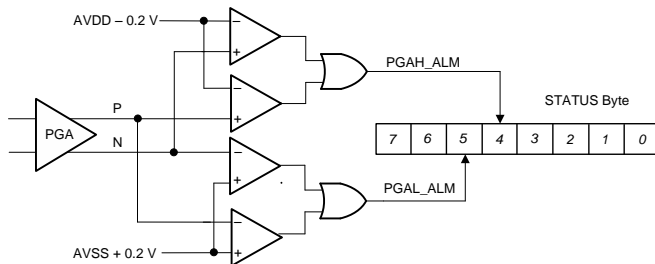 AVDD – 0.2 V
PGAH_ALM
STATUS Byte
P
PGA
N
7 6 5 4 3 2 1 0
PGAL_ALM
AVSS + 0.2 V
− + − + − + − +